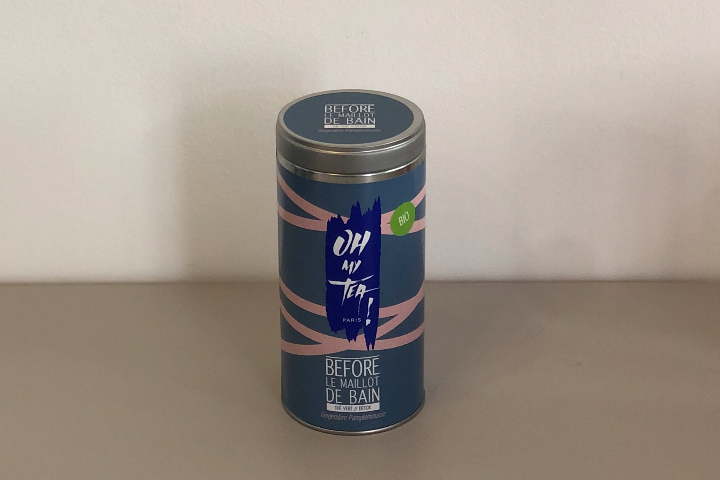 BEFORE
LE MAILLOT
DE BAIN
BIO
OH
MY
TEA
!
PARIS
BEFORE
LE MAILLOT
DE BAIN
THÉ VERT // DÉTOX
Gingembre Pamplemousse